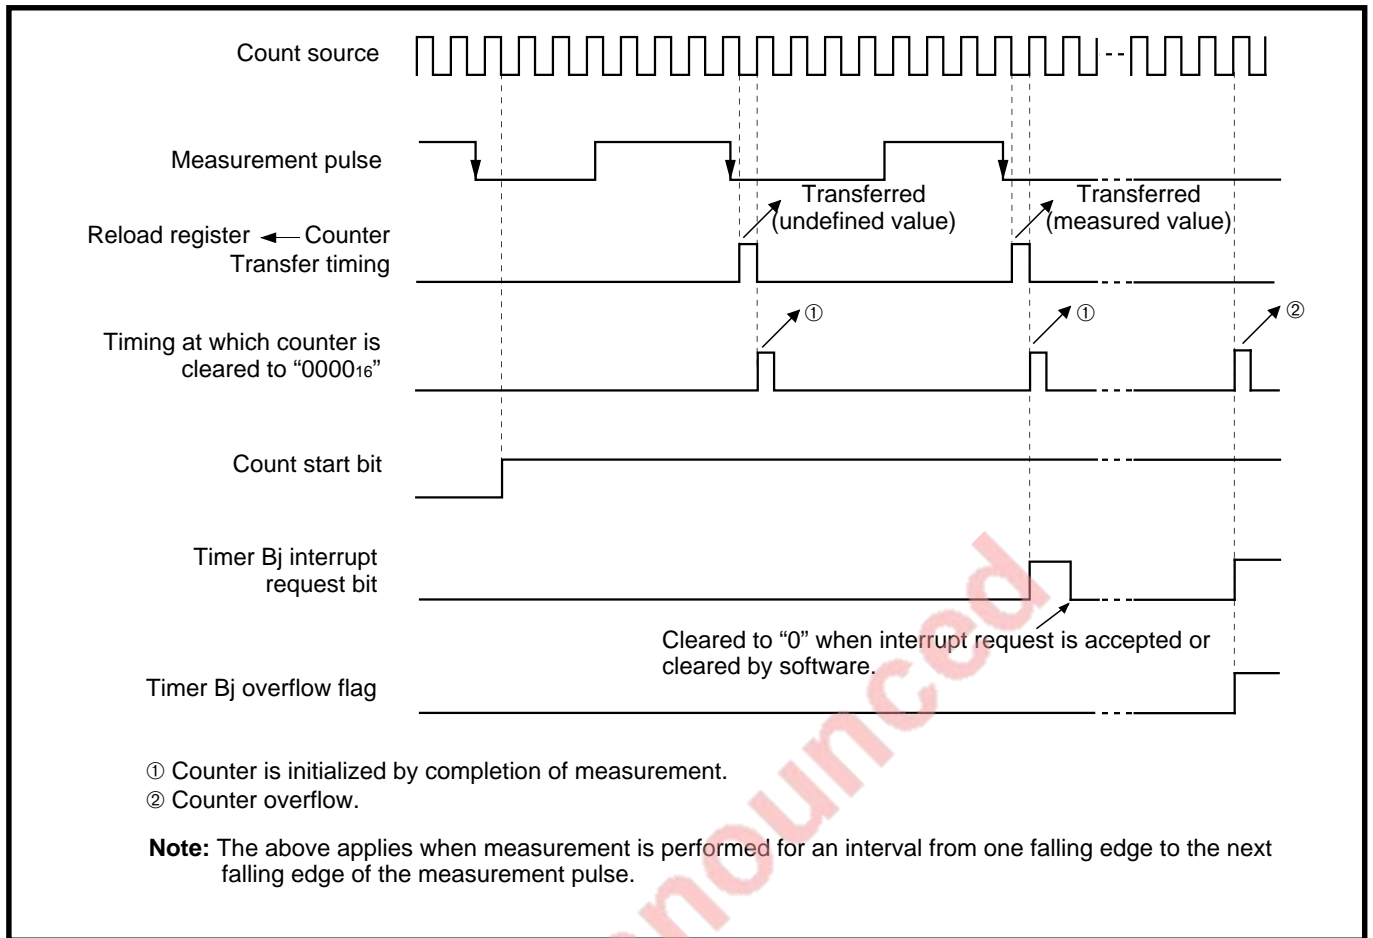 Count source
Measurement pulse
Transferred
(undefined value)
Transferred
(measured value)
Reload register ← Counter
Transfer timing
① ① ②
Timing at which counter is
cleared to “0000₁₆”
Count start bit
Timer Bj interrupt
request bit
Cleared to “0” when interrupt request is accepted or
cleared by software.
Timer Bj overflow flag
① Counter is initialized by completion of measurement.
② Counter overflow.
Note: The above applies when measurement is performed for an interval from one falling edge to the next
falling edge of the measurement pulse.